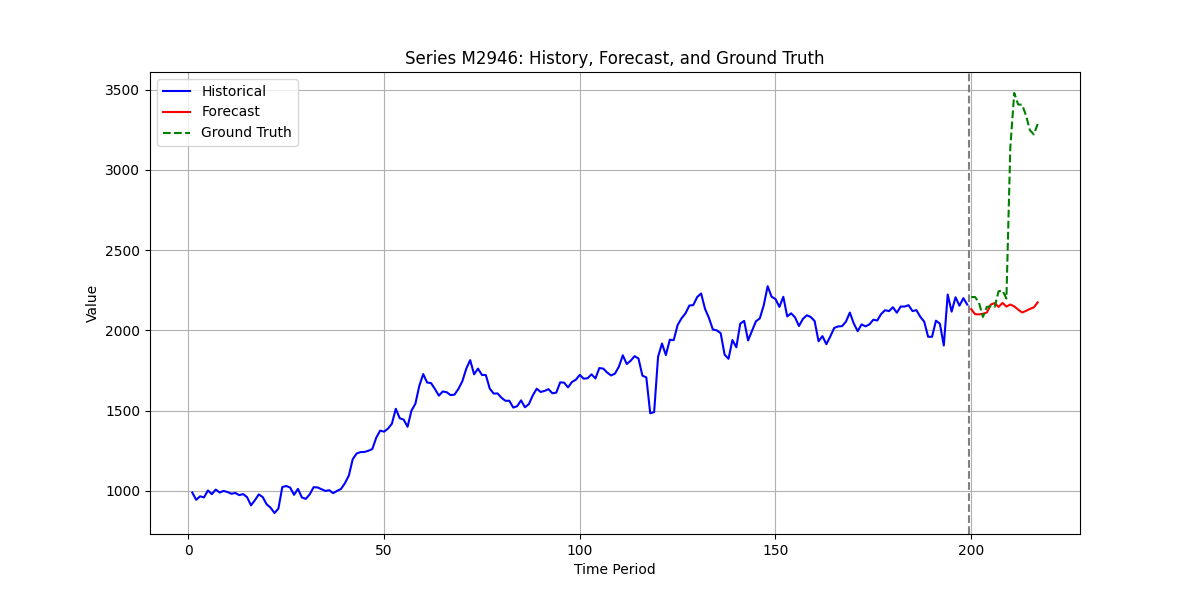 Series M2946: History, Forecast, and Ground Truth
Historical
Forecast
Ground Truth
3500
3000
2500
2000
1500
1000
Value
0 50 100 150 200
Time Period